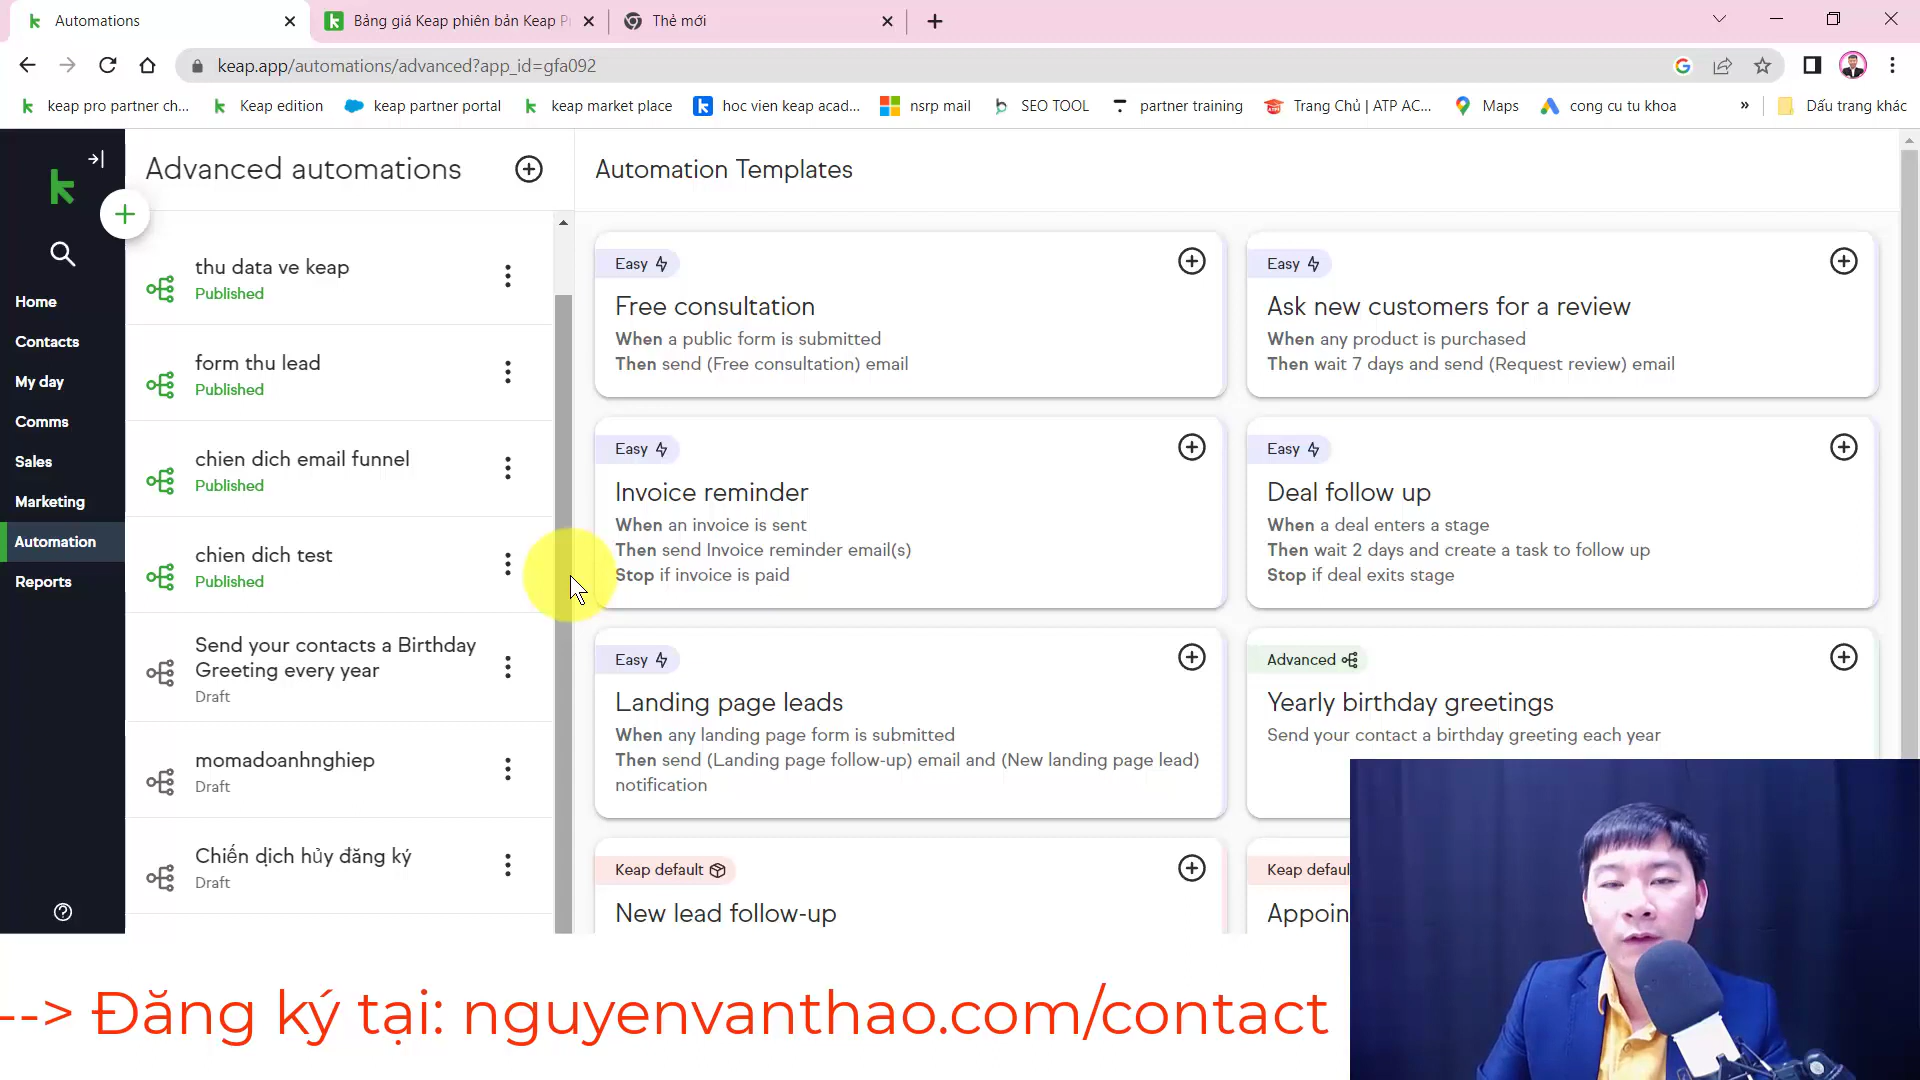 Automations
Bảng giá Keap phiên bản Keap P
Thẻ mới
keap.app/automations/advanced?app_id=gfa092
keap pro partner ch...
Keap edition
keap partner portal
keap market place
hoc vien keap acad...
nsrp mail
SEO TOOL
partner training
Trang Chủ | ATP AC...
Maps
cong cu tu khoa
»
Dấu trang khác
Home
Contacts
My day
Comms
Sales
Marketing
Automation
Reports
Advanced automations
thu data ve keap
Published
form thu lead
Published
chien dich email funnel
Published
chien dich test
Published
Send your contacts a Birthday
Greeting every year
Draft
momadoanhnghiep
Draft
Chiến dịch hủy đăng ký
Draft
Automation Templates
Easy
Free consultation
When a public form is submitted
Then send (Free consultation) email
Easy
Ask new customers for a review
When any product is purchased
Then wait 7 days and send (Request review) email
Easy
Invoice reminder
When an invoice is sent
Then send Invoice reminder email(s)
Stop if invoice is paid
Easy
Deal follow up
When a deal enters a stage
Then wait 2 days and create a task to follow up
Stop if deal exits stage
Easy
Landing page leads
When any landing page form is submitted
Then send (Landing page follow-up) email and (New landing page lead)
notification
Advanced
Yearly birthday greetings
Send your contact a birthday greeting each year
Keap default
New lead follow-up
Keap defaul
Appoin
--> Đăng ký tại: nguyenvanthao.com/contact